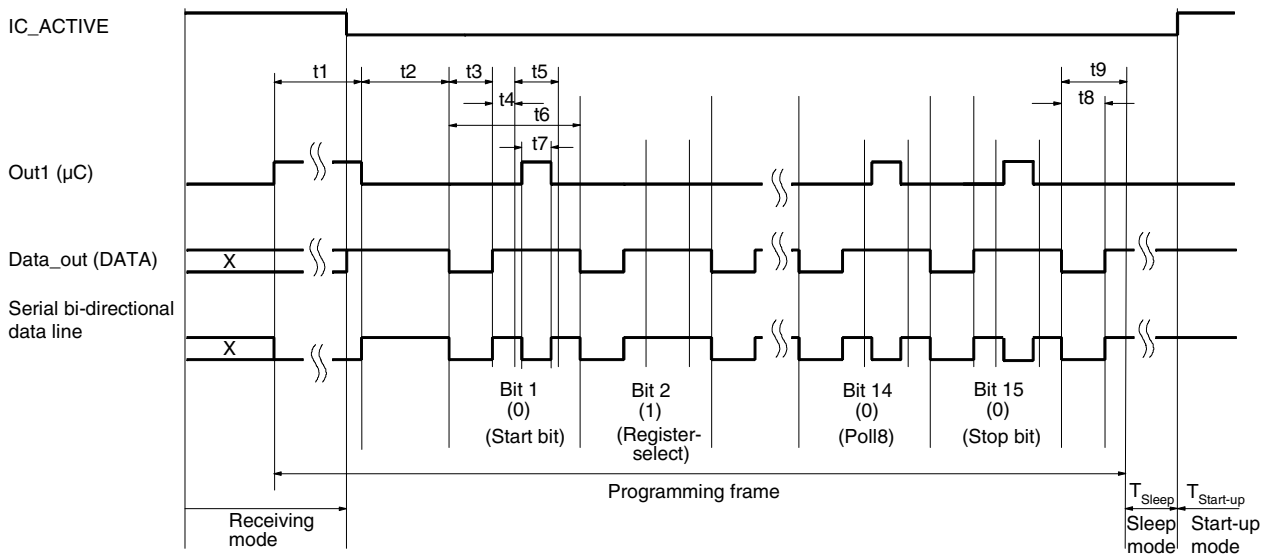 IC_ACTIVE
t1
t2
t3
t5
t9
t4
t6
t8
t7
Out1 (µC)
Data_out (DATA)
X
Serial bi-directional
data line
X
Bit 1
(0)
(Start bit)
Bit 2
(1)
(Register-
select)
Bit 14
(0)
(Poll8)
Bit 15
(0)
(Stop bit)
Programming frame
Receiving
mode
TSleep
Sleep
mode
TStart-up
Start-up
mode